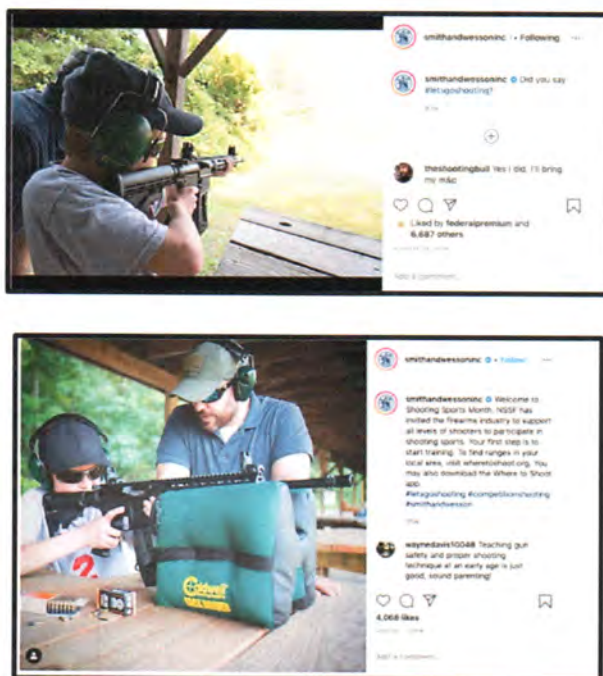 smithandwessoninc • Following
smithandwessoninc Did you say
#letsgoshooting?
theshootingbull Yes i did, I'll bring
Liked by federalpremium and
6,687 others
Add a comment...
smithandwessoninc • Follow
smithandwessoninc Welcome to
Shooting Sports Month. NSSF has
invited the firearms industry to support
all levels of shooters to participate in
shooting sports. Your first step is to
start training. To find ranges in your
local area, visit wheretoshoot.org. You
may also download the Where to Shoot
app.
#letsgoshooting #competitionshooting
#smithandwesson
waynedavis10048 Teaching gun
safety and proper shooting
technique at an early age is just
good, sound parenting!
4,068 likes
Add a comment...
Caldwell